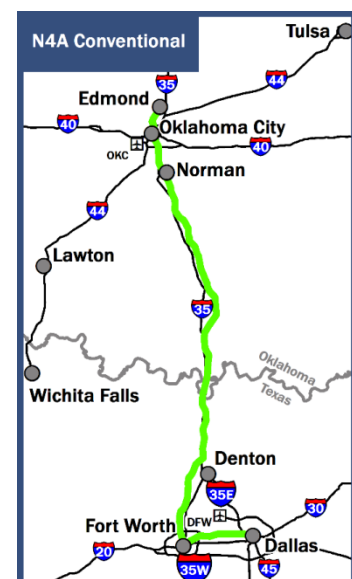 N4A Conventional
Tulsa
35
44
Edmond
40
Oklahoma City
OKC
40
Norman
44
Lawton
35
Oklahoma
Texas
Wichita Falls
Denton
35E
DFW
30
Fort Worth
Dallas
20
35W
45